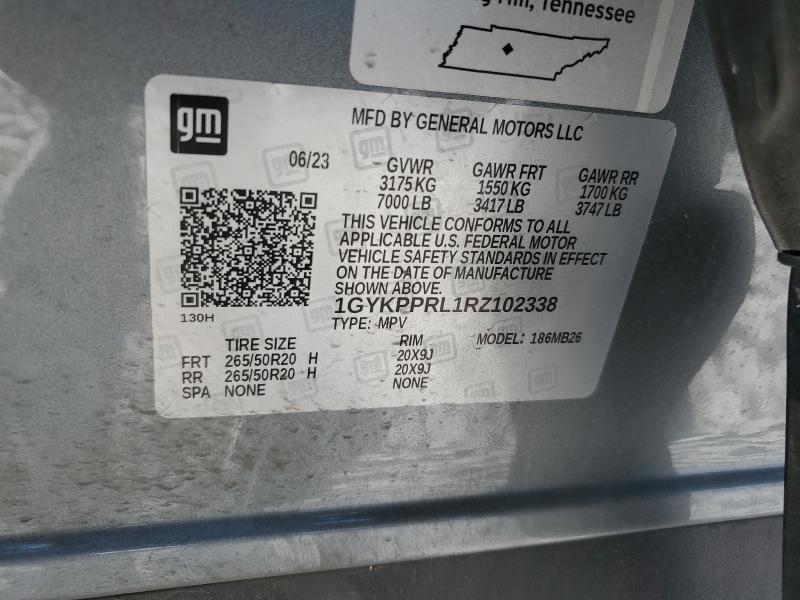 Hill, Tennessee
gm
MFD BY GENERAL MOTORS LLC
06/23
GVWR GAWR FRT GAWR RR
3175 KG 1550 KG 1700 KG
7000 LB 3417 LB 3747 LB
THIS VEHICLE CONFORMS TO ALL
APPLICABLE U.S. FEDERAL MOTOR
VEHICLE SAFETY STANDARDS IN EFFECT
ON THE DATE OF MANUFACTURE
SHOWN ABOVE.
1GYKPPRL1RZ102338
130H
TYPE: MPV MODEL: 186MB26
TIRE SIZE RIM
FRT 265/50R20 H 20X9J
RR 265/50R20 H 20X9J
SPA NONE NONE